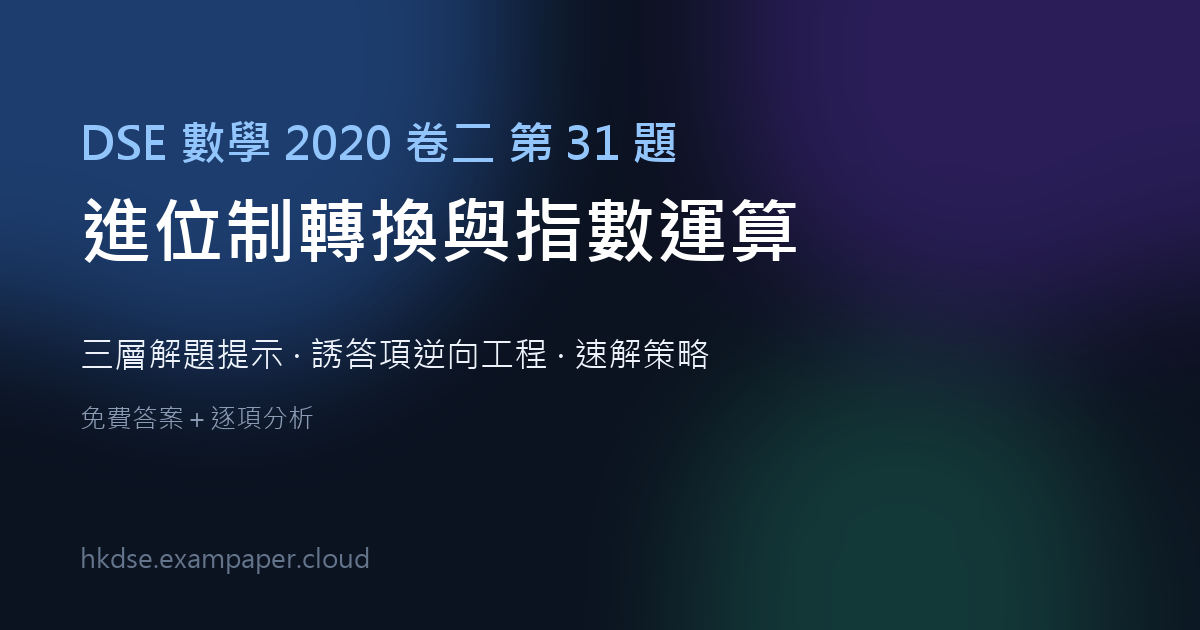 DSE 數學 2020 卷二 第 31 題
進位制轉換與指數運算
三層解題提示 · 誘答項逆向工程 · 速解策略
免費答案 + 逐項分析
hkdse.exampaper.cloud